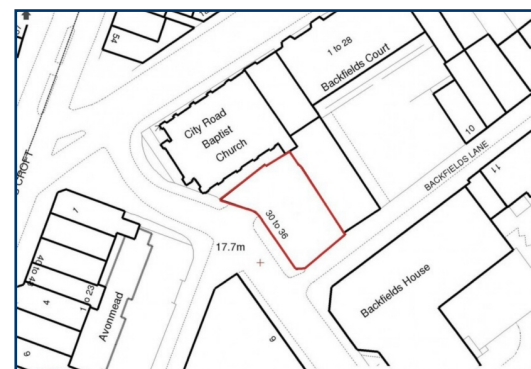 54
1 to 28
Backfields Court
City Road
Baptist
Church
10
BACKFIELDS LANE
11
S CROFT
30 to 36
17.7m
7
4
1 to 23
Avonmead
Backfields House
9